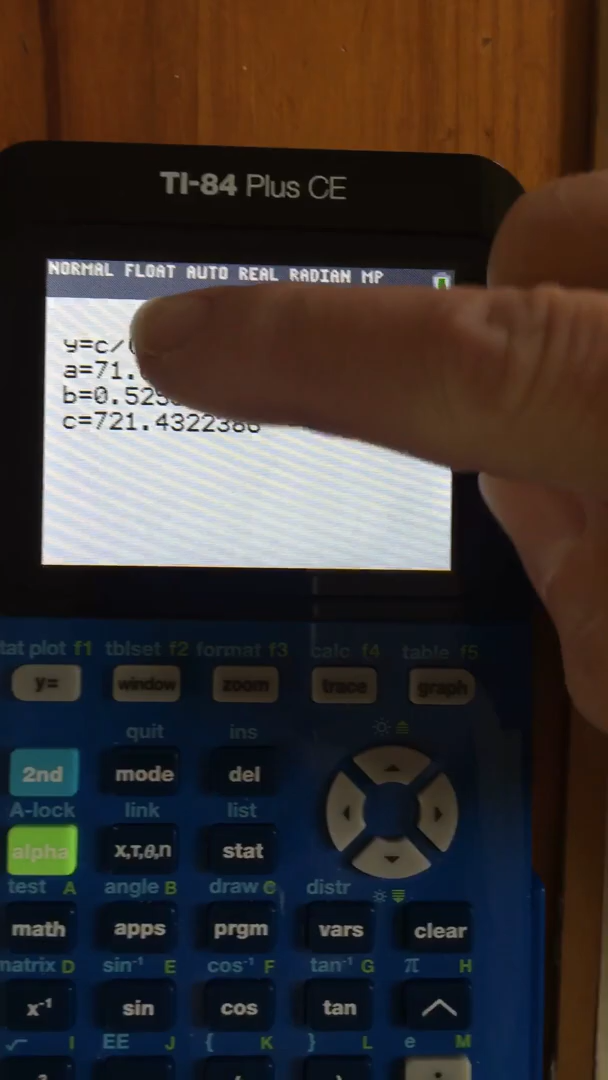 TI-84 Plus CE
NORMAL FLOAT AUTO REAL RADIAN MP
y=c/(
a=71.
b=0.525
c=721.4322386
stat plot f1 tblset f2 format f3 calc f4 table f5
y= window zoom trace graph
quit ins
2nd mode del
A-lock link list
alpha X,T,θ,n stat
test A angle B draw C distr
math apps prgm vars clear
matrix D sin⁻¹ E cos⁻¹ F tan⁻¹ G π H
x⁻¹ sin cos tan ^
√ I EE J { K } L e M